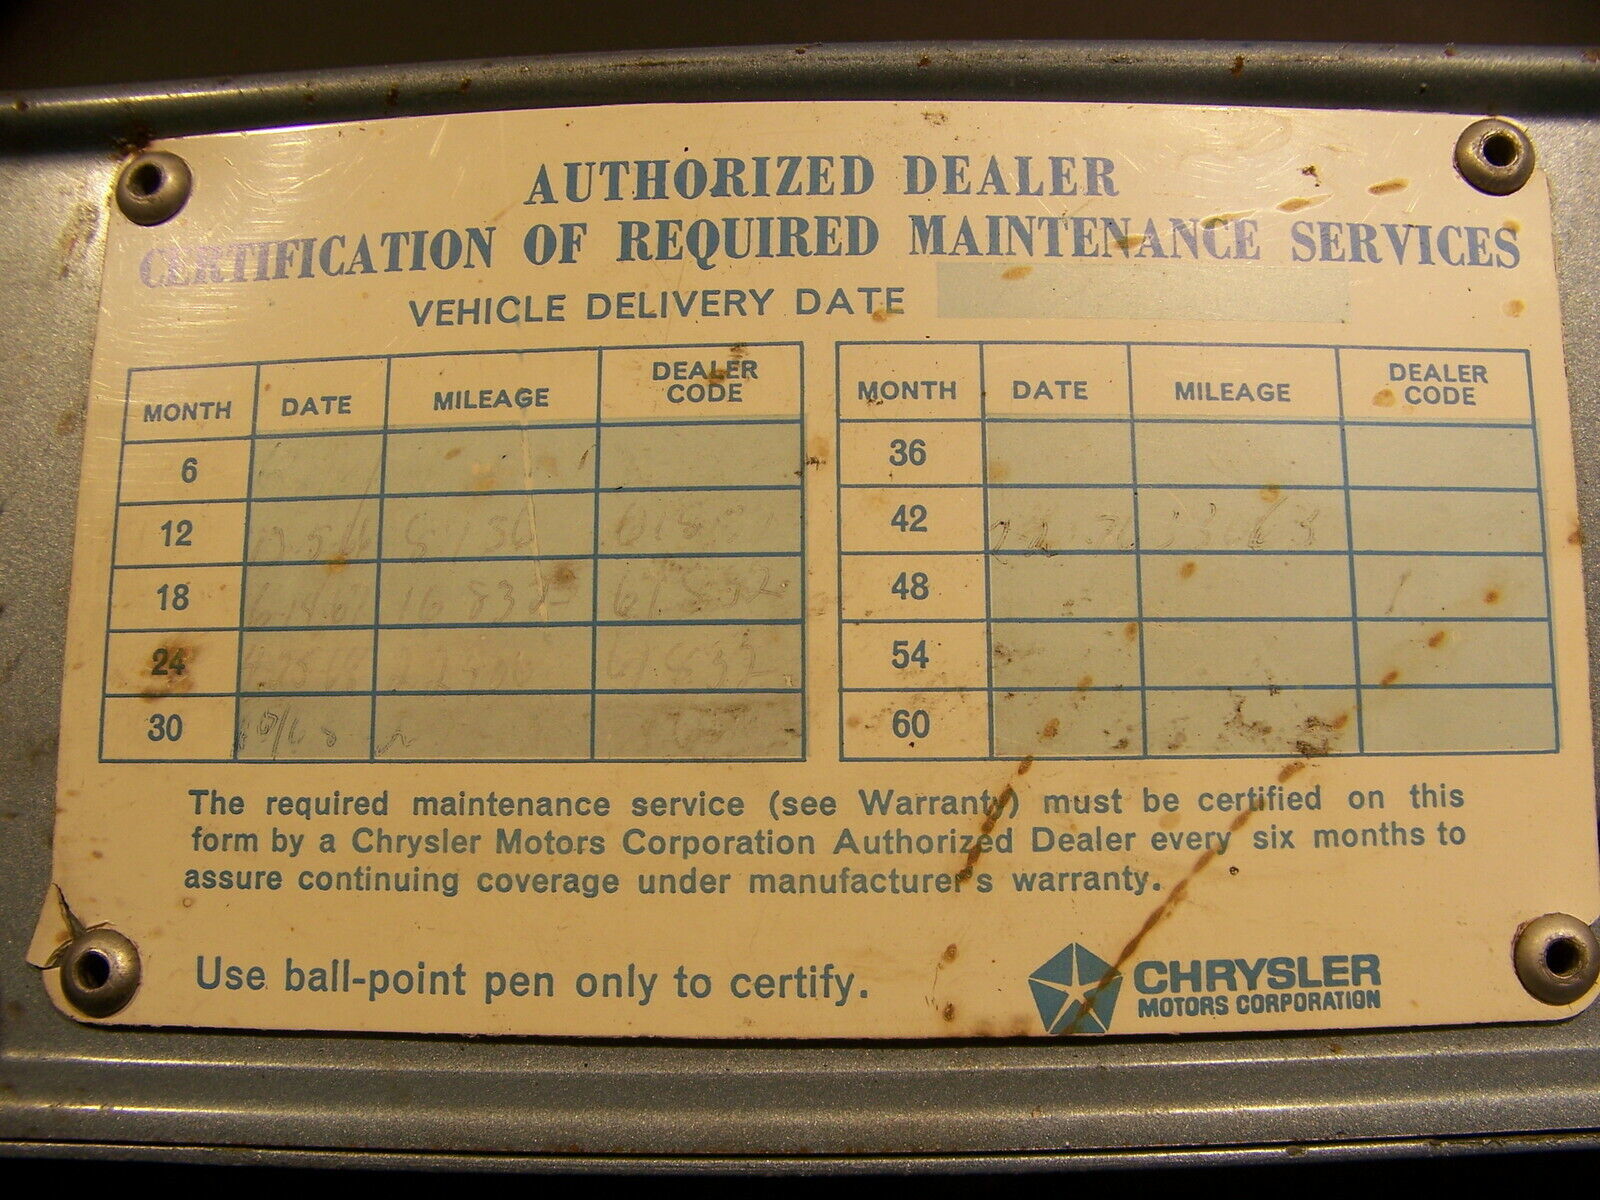 AUTHORIZED DEALER
CERTIFICATION OF REQUIRED MAINTENANCE SERVICES
VEHICLE DELIVERY DATE
MONTH DATE MILEAGE DEALER CODE
6
12
18 61832
24 61832
30
MONTH DATE MILEAGE DEALER CODE
36
42
48
54
60
The required maintenance service (see Warranty) must be certified on this
form by a Chrysler Motors Corporation Authorized Dealer every six months to
assure continuing coverage under manufacturer's warranty.
Use ball-point pen only to certify.
CHRYSLER
MOTORS CORPORATION